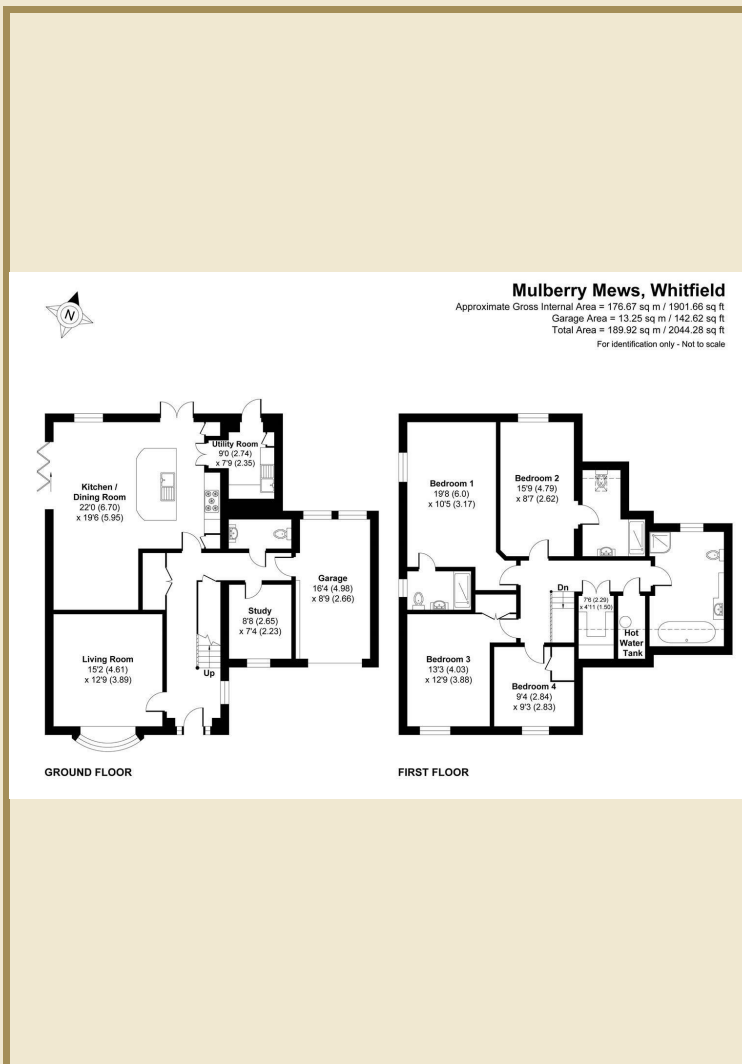 Mulberry Mews, Whitfield
Approximate Gross Internal Area = 176.67 sq m / 1901.66 sq ft
Garage Area = 13.25 sq m / 142.62 sq ft
Total Area = 189.92 sq m / 2044.28 sq ft
For identification only - Not to scale
N
Utility Room
9'0 (2.74)
x 7'9 (2.35)
Kitchen /
Dining Room
22'0 (6.70)
x 19'6 (5.95)
Garage
16'4 (4.98)
x 8'9 (2.66)
Study
8'8 (2.65)
x 7'4 (2.23)
Living Room
15'2 (4.61)
x 12'9 (3.89)
Up
GROUND FLOOR
Bedroom 1
19'8 (6.0)
x 10'5 (3.17)
Bedroom 2
15'9 (4.79)
x 8'7 (2.62)
Dn
7'6 (2.29)
x 4'11 (1.50)
Hot
Water
Tank
Bedroom 3
13'3 (4.03)
x 12'9 (3.88)
Bedroom 4
9'4 (2.84)
x 9'3 (2.83)
FIRST FLOOR